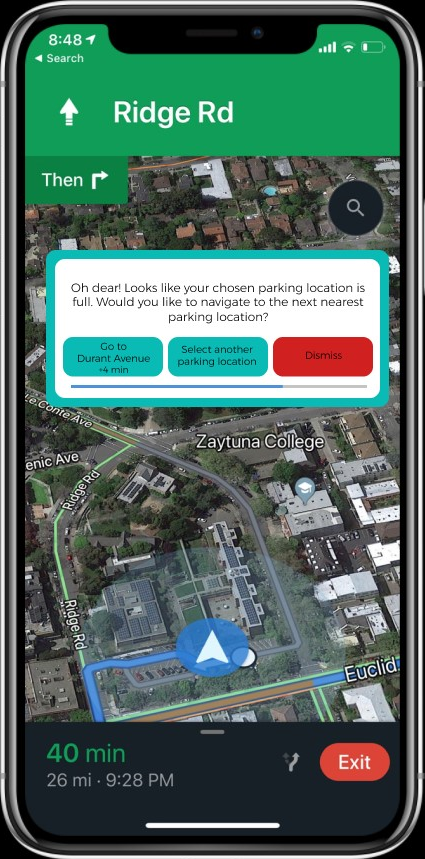 8:48
◀ Search
Ridge Rd
Then
Oh dear! Looks like your chosen parking location is
full. Would you like to navigate to the next nearest
parking location?
Go to
Durant Avenue
+4 min
Select another
parking location
Dismiss
Le Conte Ave
Zaytuna College
enic Ave
Ridge Rd
Ridge Rd
Euclid
40 min
26 mi · 9:28 PM
Exit